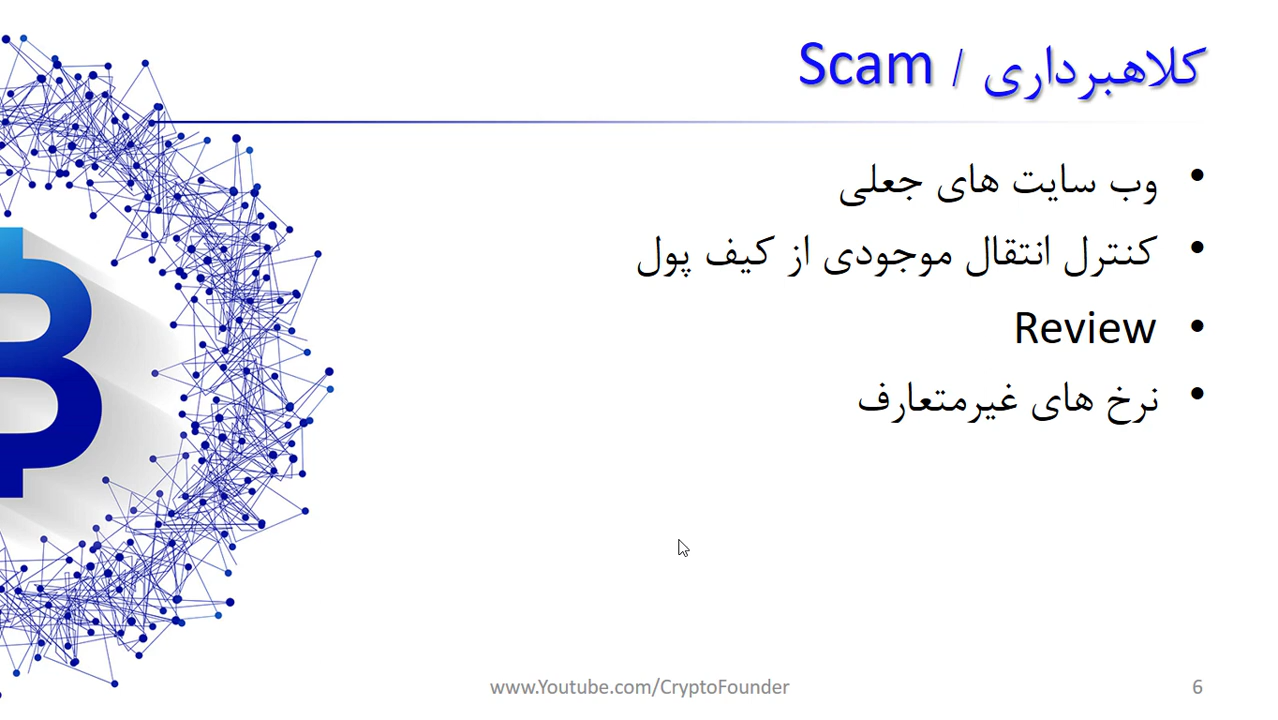 کلاهبرداری / Scam
• وب سایت های جعلی
• کنترل انتقال موجودی از کیف پول
• Review
• نرخ های غیرمتعارف
www.Youtube.com/CryptoFounder
6